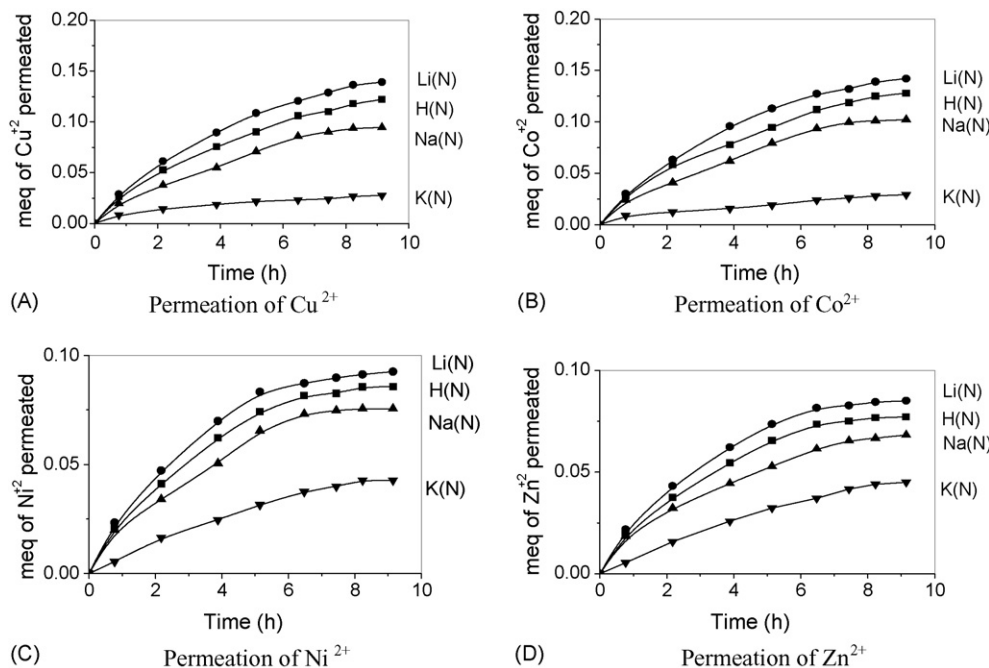 0.20
0.15
0.10
0.05
0.00
meq of Cu⁺² permeated
0 2 4 6 8 10
Time (h)
Li(N)
H(N)
Na(N)
K(N)
(A) Permeation of Cu²⁺
0.20
0.15
0.10
0.05
0.00
meq of Co⁺² permeated
0 2 4 6 8 10
Time (h)
Li(N)
H(N)
Na(N)
K(N)
(B) Permeation of Co²⁺
0.10
0.05
0.00
meq of Ni⁺² permeated
0 2 4 6 8 10
Time (h)
Li(N)
H(N)
Na(N)
K(N)
(C) Permeation of Ni²⁺
0.10
0.05
0.00
meq of Zn⁺² permeated
0 2 4 6 8 10
Time (h)
Li(N)
H(N)
Na(N)
K(N)
(D) Permeation of Zn²⁺